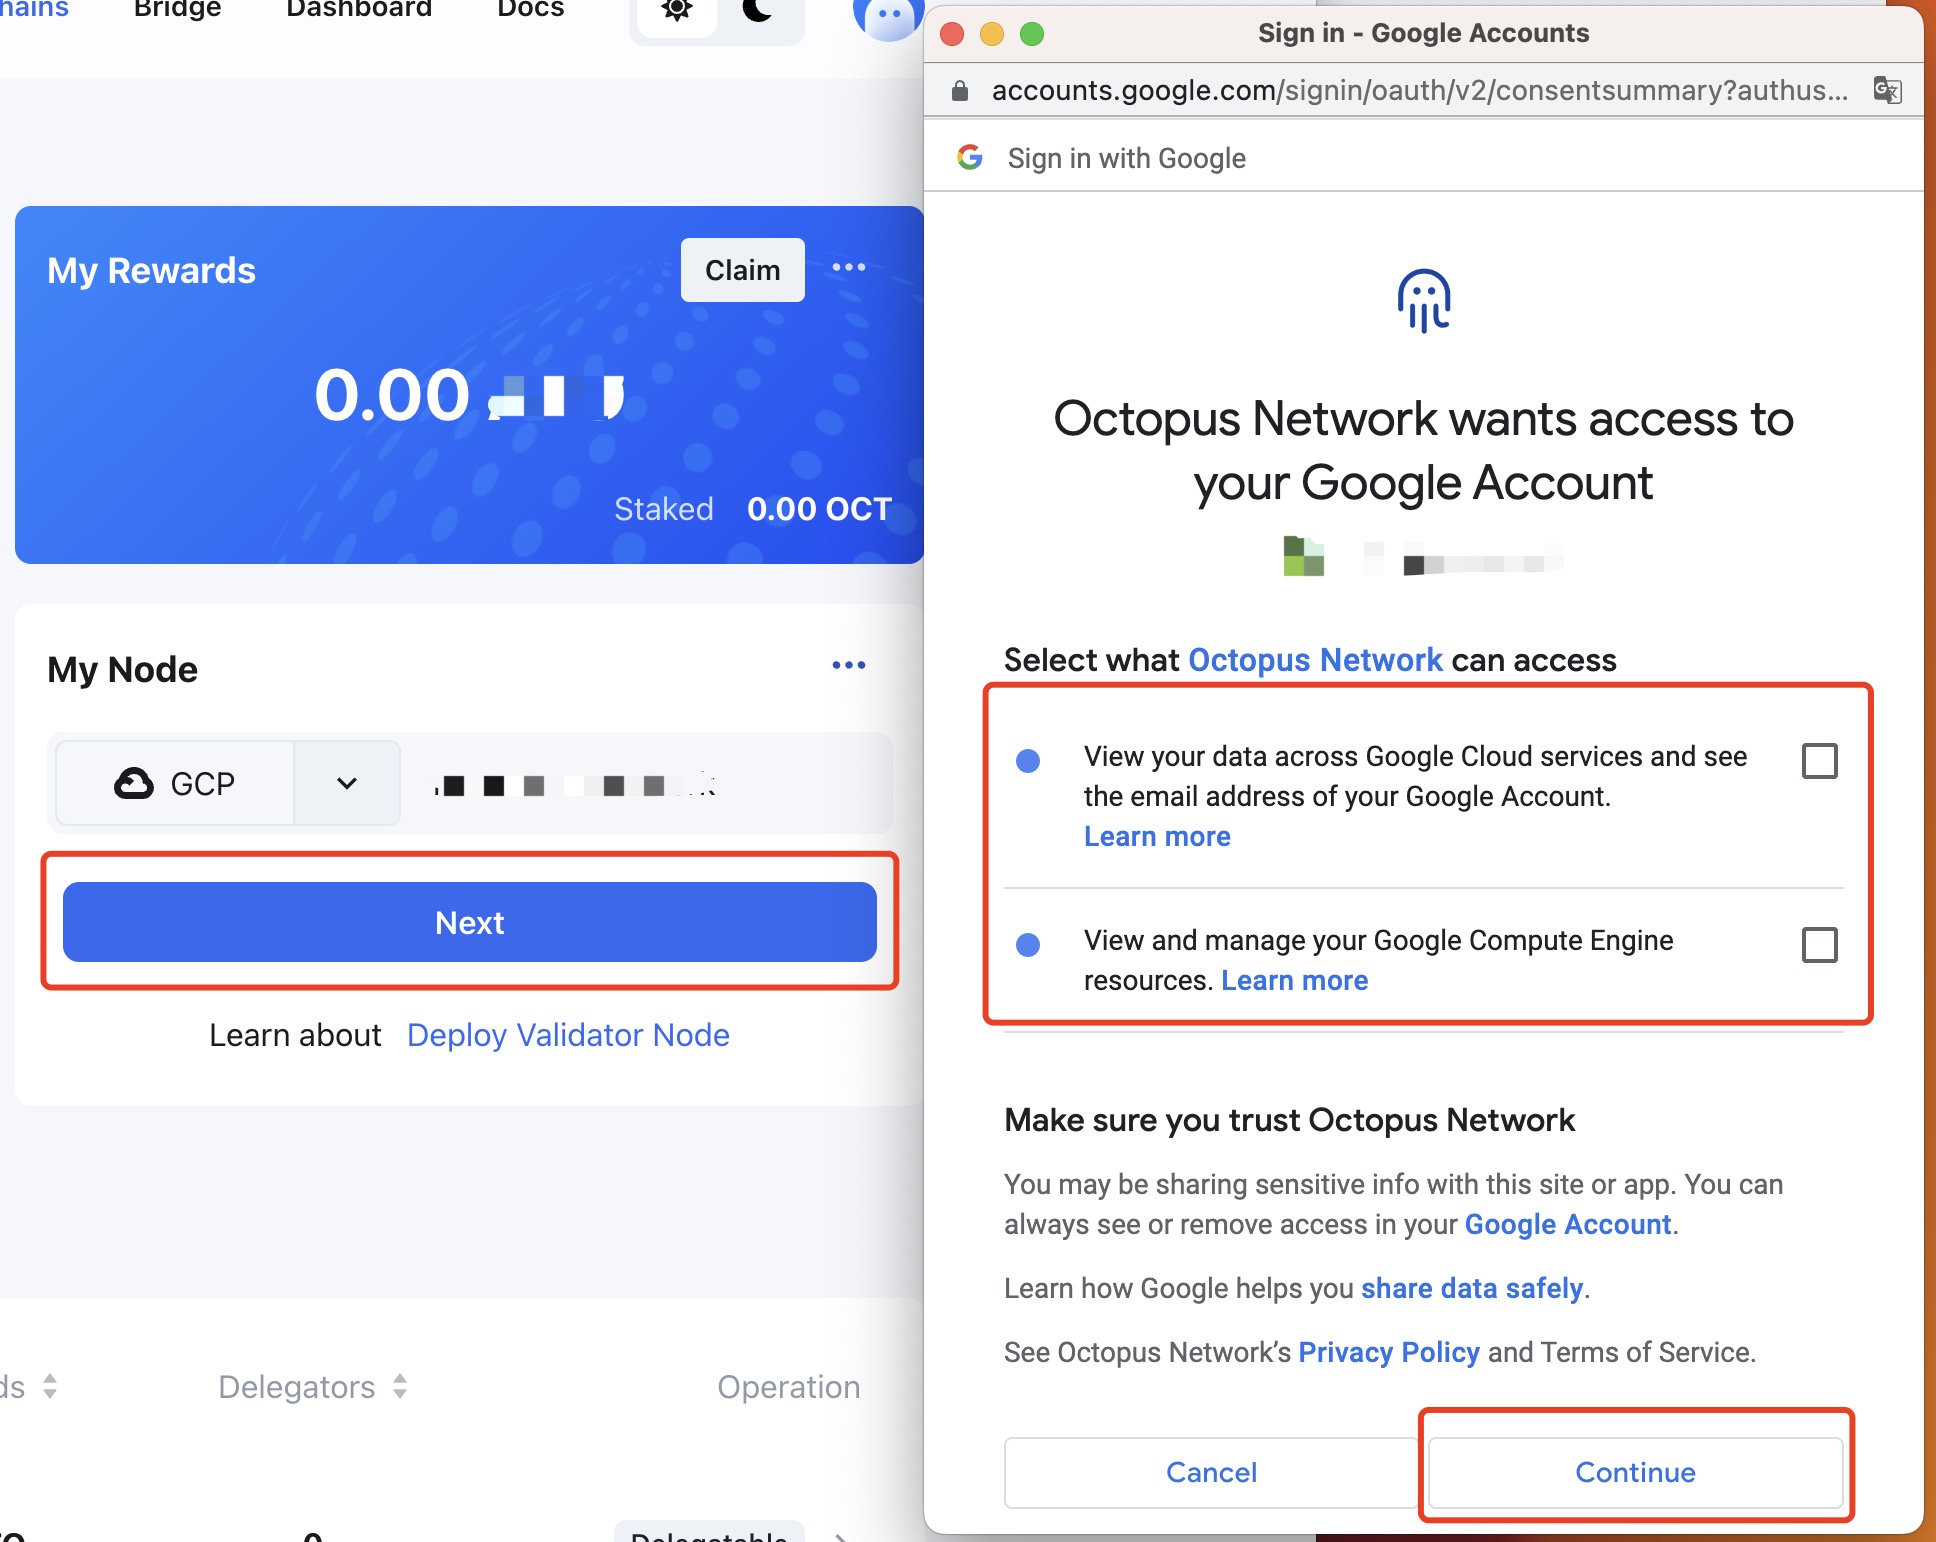 Bridge
Dashboard
Docs
My Rewards
Claim
0.00
Staked 0.00 OCT
My Node
GCP
Next
Learn about Deploy Validator Node
Delegators
Operation
0
Delegatable
Sign in - Google Accounts
accounts.google.com/signin/oauth/v2/consentsummary?authus...
Sign in with Google
Octopus Network wants access to
your Google Account
Select what Octopus Network can access
View your data across Google Cloud services and see
the email address of your Google Account.
Learn more
View and manage your Google Compute Engine
resources. Learn more
Make sure you trust Octopus Network
You may be sharing sensitive info with this site or app. You can
always see or remove access in your Google Account.
Learn how Google helps you share data safely.
See Octopus Network’s Privacy Policy and Terms of Service.
Cancel
Continue